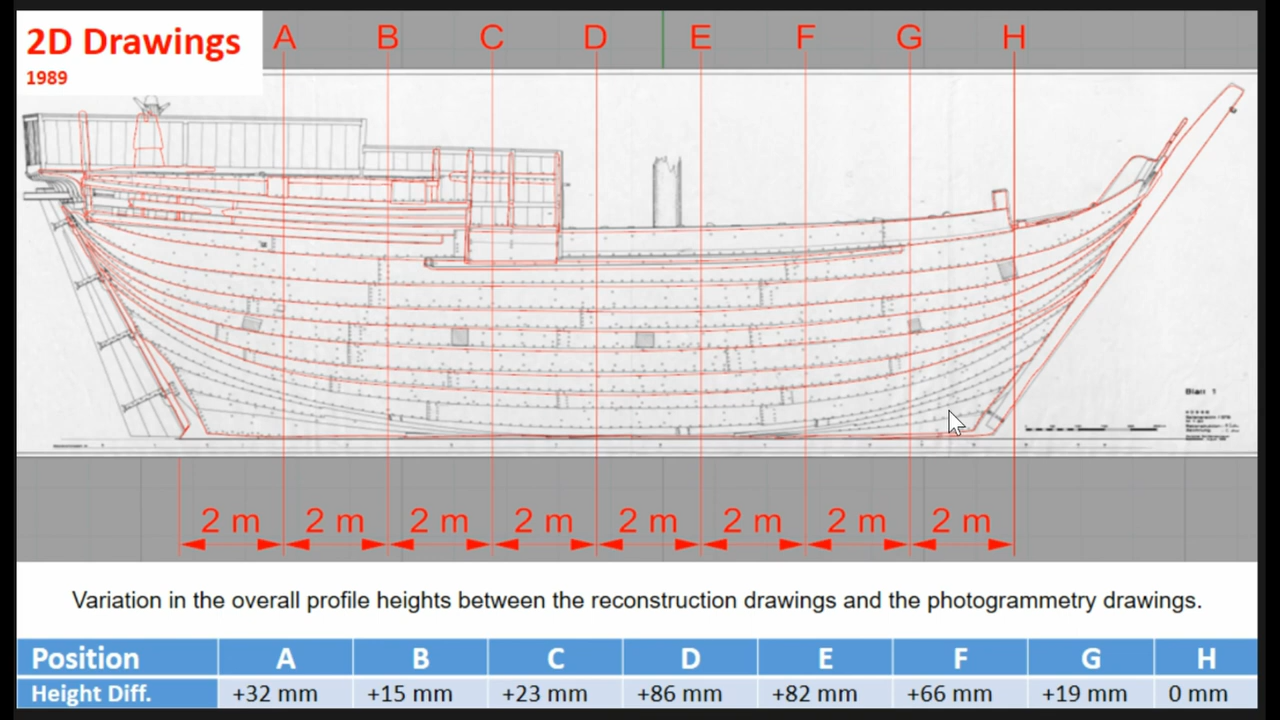 2D Drawings
1989
A B C D E F G H
Blatt 1
2 m 2 m 2 m 2 m 2 m 2 m 2 m 2 m
Variation in the overall profile heights between the reconstruction drawings and the photogrammetry drawings.
Position A B C D E F G H
Height Diff. +32 mm +15 mm +23 mm +86 mm +82 mm +66 mm +19 mm 0 mm